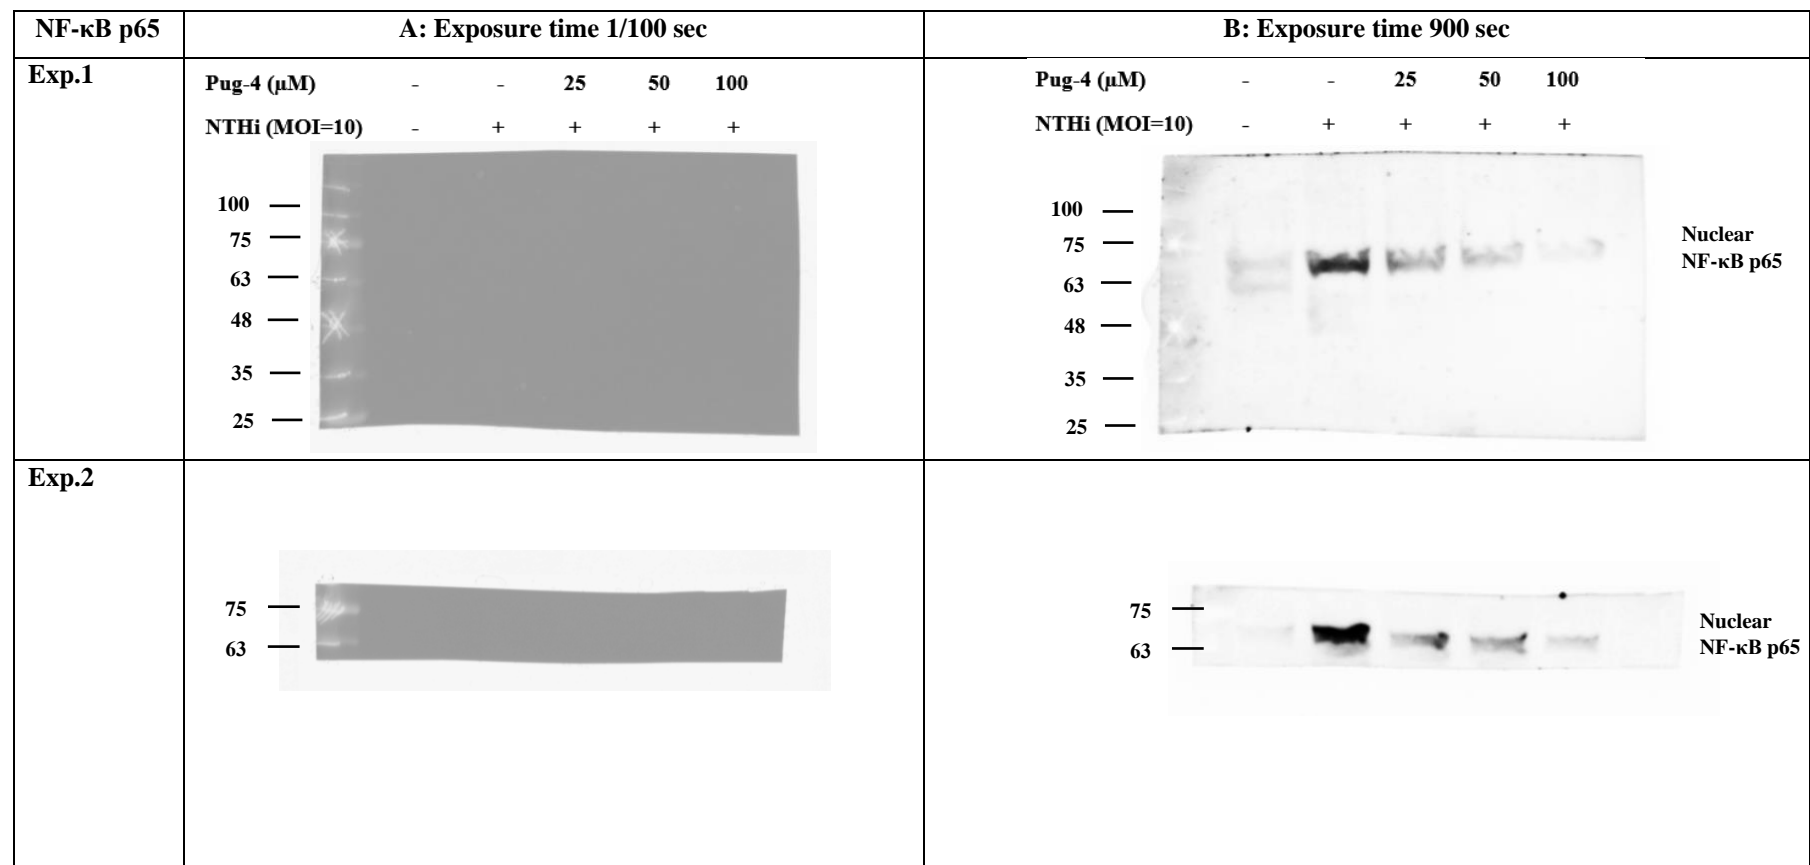 NF-κB p65
A: Exposure time 1/100 sec
B: Exposure time 900 sec
Exp.1
Pug-4 (μM) - - 25 50 100
NTHi (MOI=10) - + + + +
100
75
63
48
35
25
Pug-4 (μM) - - 25 50 100
NTHi (MOI=10) - + + + +
100
75
63
48
35
25
Nuclear
NF-κB p65
Exp.2
75
63
75
63
Nuclear
NF-κB p65